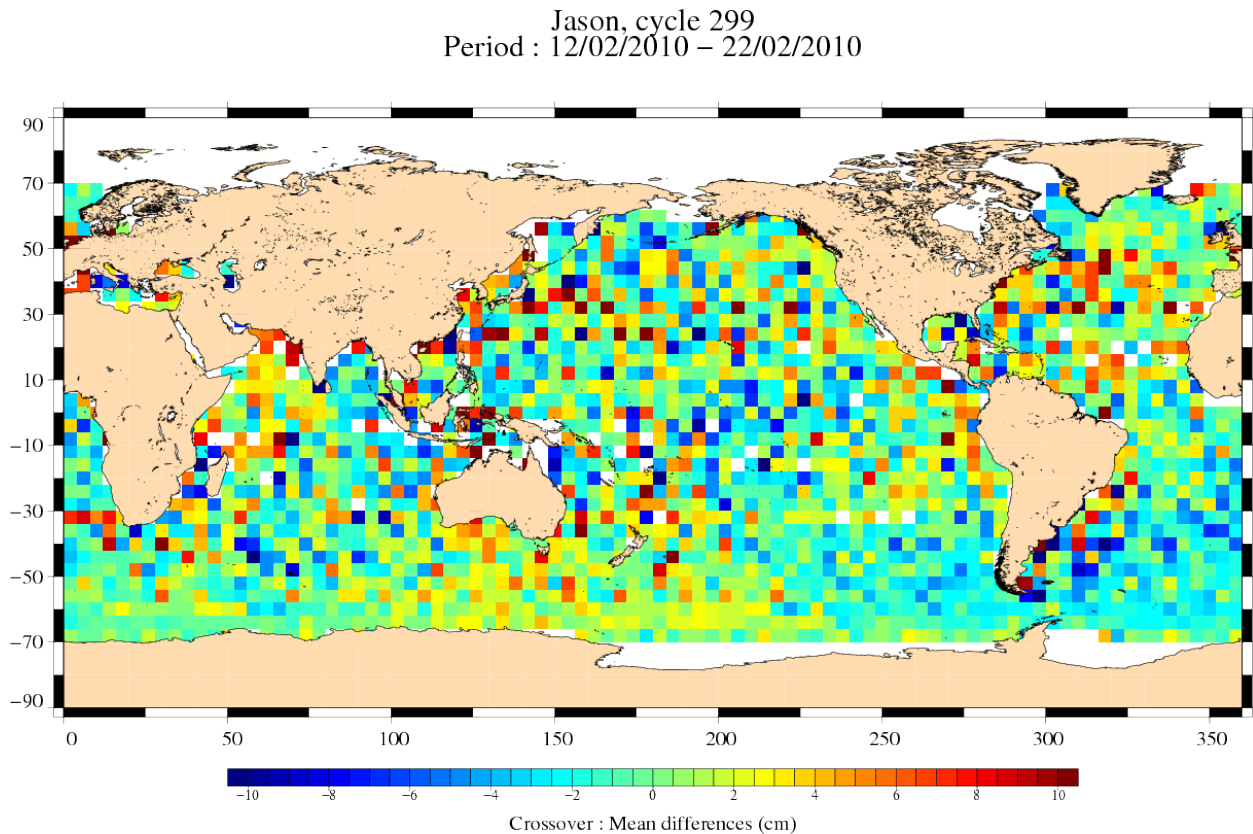 Jason, cycle 299
Period : 12/02/2010 − 22/02/2010
90
70
50
30
10
−10
−30
−50
−70
−90
0 50 100 150 200 250 300 350
−10 −8 −6 −4 −2 0 2 4 6 8 10
Crossover : Mean differences (cm)